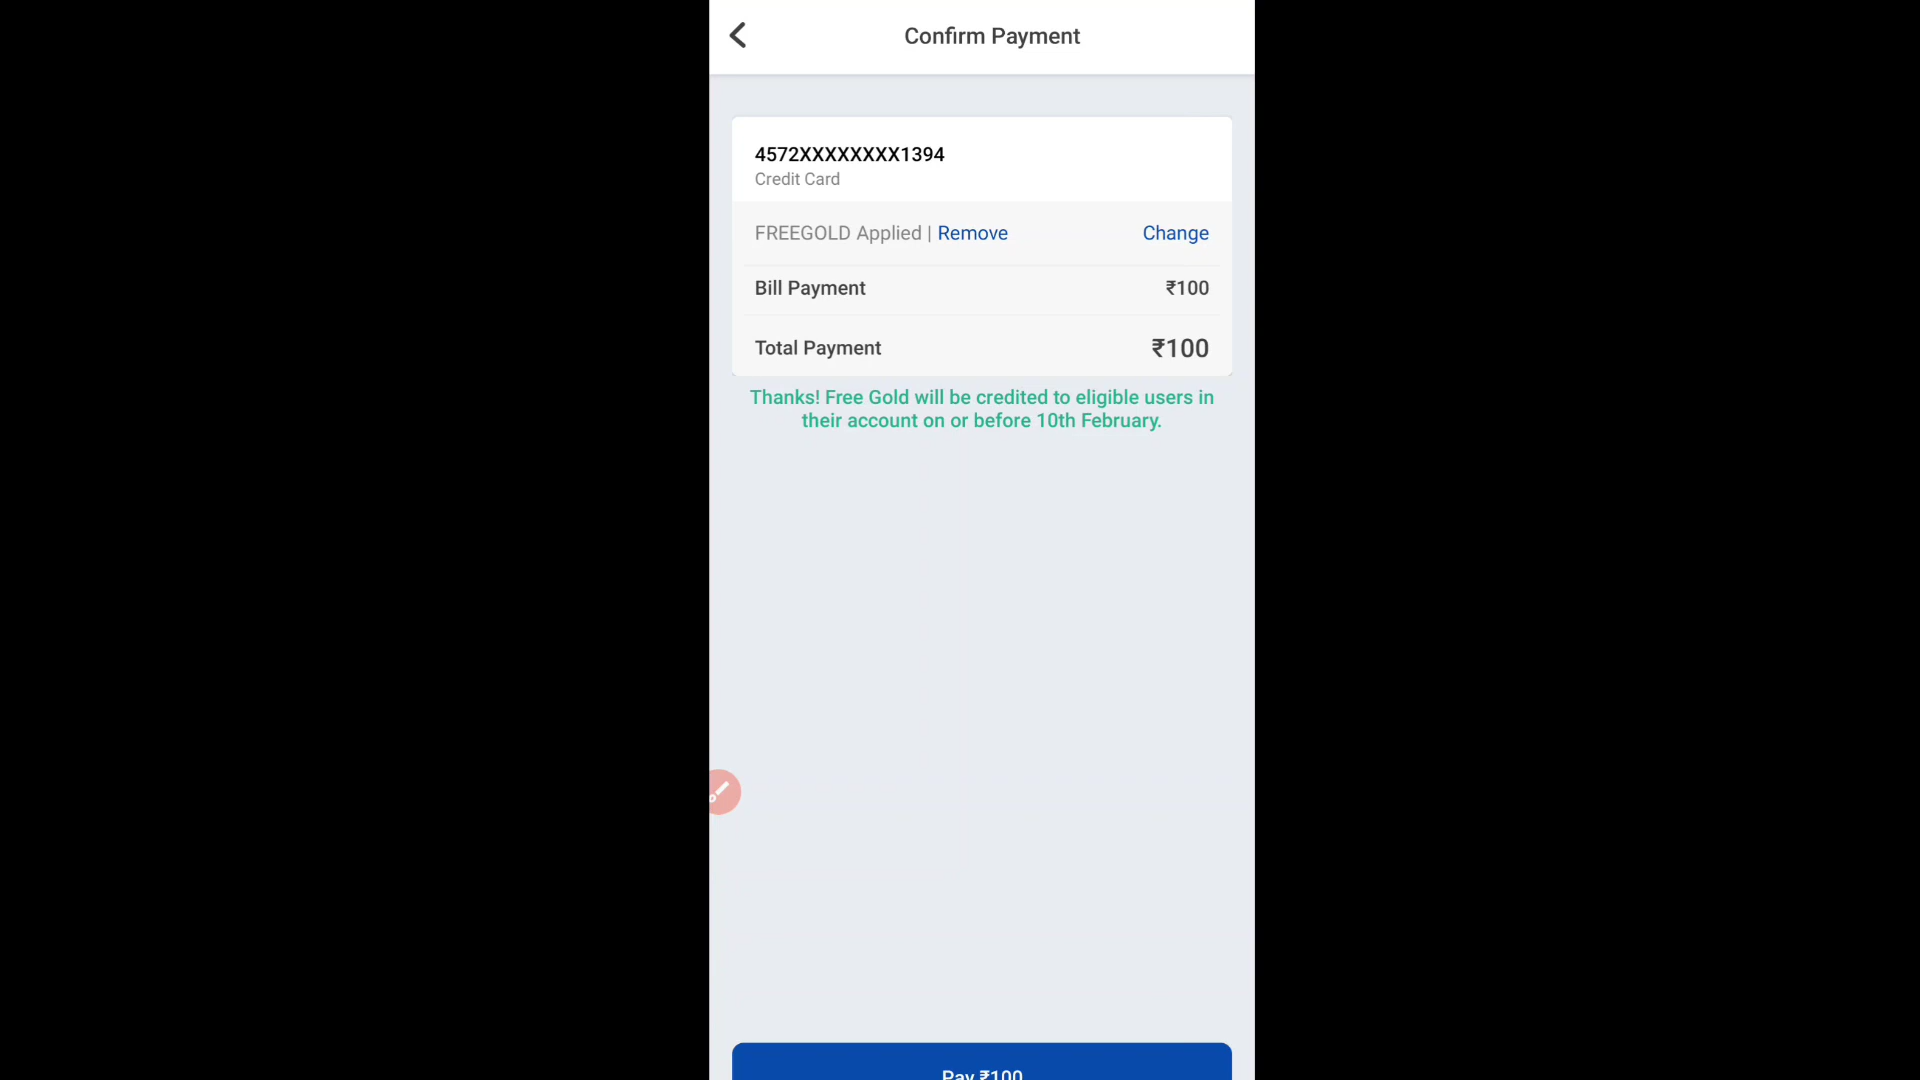 Confirm Payment
4572XXXXXXXX1394
Credit Card
FREEGOLD Applied | Remove Change
Bill Payment ₹100
Total Payment ₹100
Thanks! Free Gold will be credited to eligible users in
their account on or before 10th February.
Pay ₹100